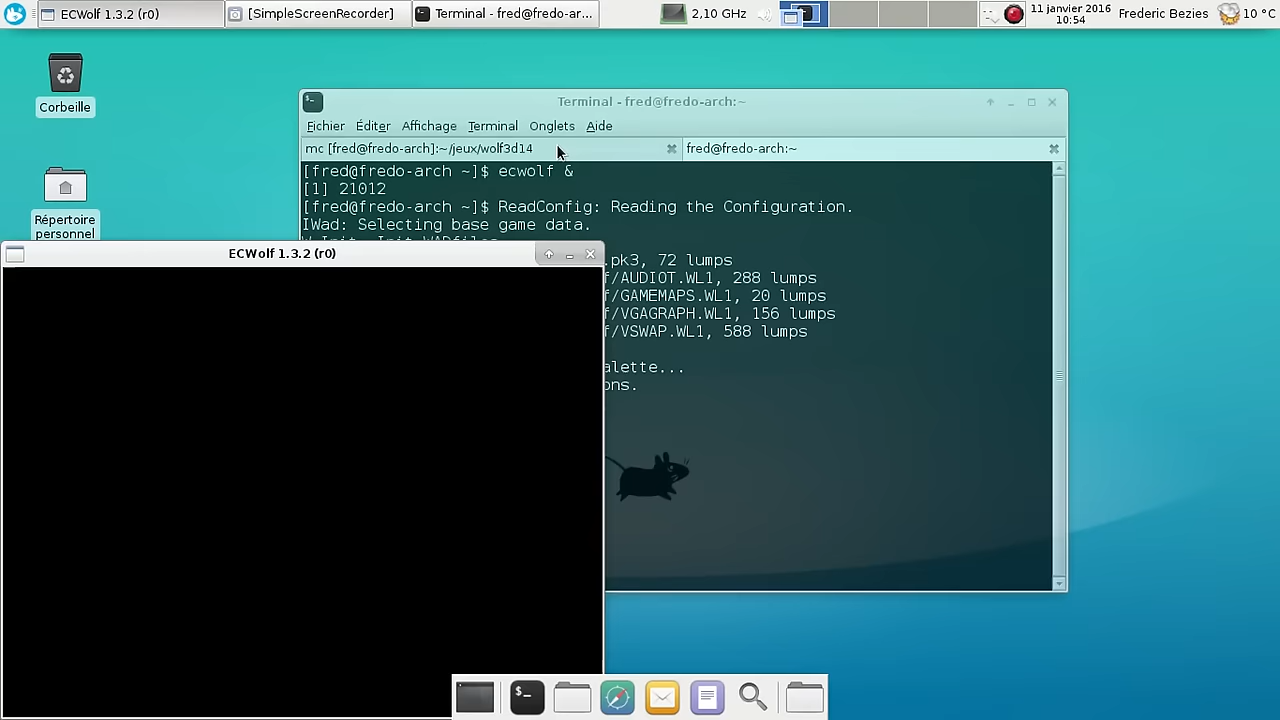 ECWolf 1.3.2 (r0)
[SimpleScreenRecorder]
Terminal - fred@fredo-ar...
2,10 GHz
11 janvier 2016
10:54
Frederic Bezies
10 °C
Corbeille
Répertoire
personnel
Terminal - fred@fredo-arch:~
Fichier Éditer Affichage Terminal Onglets Aide
mc [fred@fredo-arch]:~/jeux/wolf3d14
fred@fredo-arch:~
[fred@fredo-arch ~]$ ecwolf &
[1] 21012
[fred@fredo-arch ~]$ ReadConfig: Reading the Configuration.
IWad: Selecting base game data.
ECWolf 1.3.2 (r0)
.pk3, 72 lumps
f/AUDIOT.WL1, 288 lumps
f/GAMEMAPS.WL1, 20 lumps
f/VGAGRAPH.WL1, 156 lumps
f/VSWAP.WL1, 588 lumps
alette...
ons.